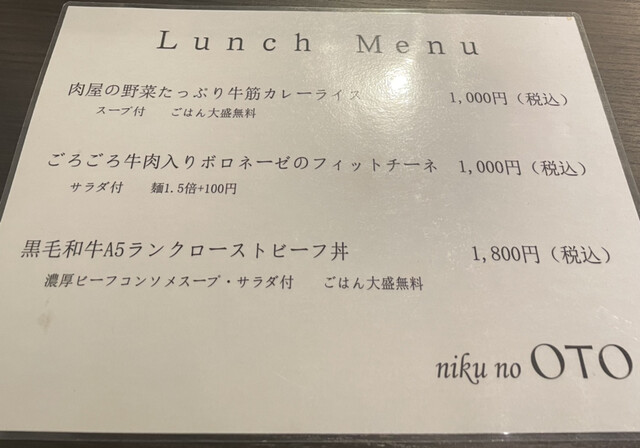 Lunch Menu
肉屋の野菜たっぷり牛筋カレーライス 1,000円（税込）
スープ付 ごはん大盛無料
ごろごろ牛肉入りボロネーゼのフィットチーネ 1,000円（税込）
サラダ付 麺1.5倍+100円
黒毛和牛A5ランクローストビーフ丼 1,800円（税込）
濃厚ビーフコンソメスープ・サラダ付 ごはん大盛無料
niku no OTO